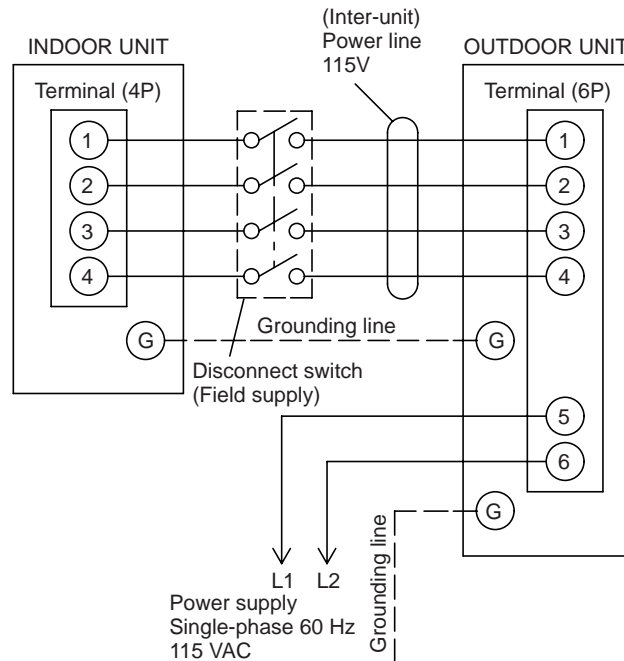 (Inter-unit)
Power line
115V
INDOOR UNIT
OUTDOOR UNIT
Terminal (4P)
Terminal (6P)
1
1
2
2
3
3
4
4
Grounding line
G
G
Disconnect switch
(Field supply)
5
6
G
Grounding line
L1 L2
Power supply
Single-phase 60 Hz
115 VAC